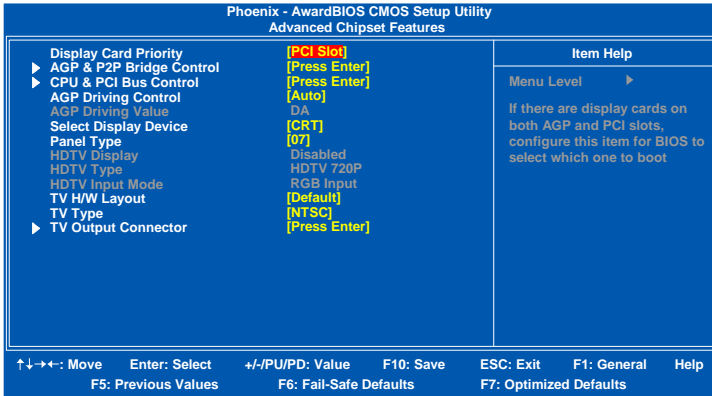 Phoenix - AwardBIOS CMOS Setup Utility
Advanced Chipset Features
Display Card Priority [PCI Slot]
AGP & P2P Bridge Control [Press Enter]
CPU & PCI Bus Control [Press Enter]
AGP Driving Control [Auto]
AGP Driving Value DA
Select Display Device [CRT]
Panel Type [07]
HDTV Display Disabled
HDTV Type HDTV 720P
HDTV Input Mode RGB Input
TV H/W Layout [Default]
TV Type [NTSC]
TV Output Connector [Press Enter]
Item Help
Menu Level
If there are display cards on
both AGP and PCI slots,
configure this item for BIOS to
select which one to boot
↑↓→←: Move Enter: Select +/-/PU/PD: Value F10: Save ESC: Exit F1: General Help
F5: Previous Values F6: Fail-Safe Defaults F7: Optimized Defaults